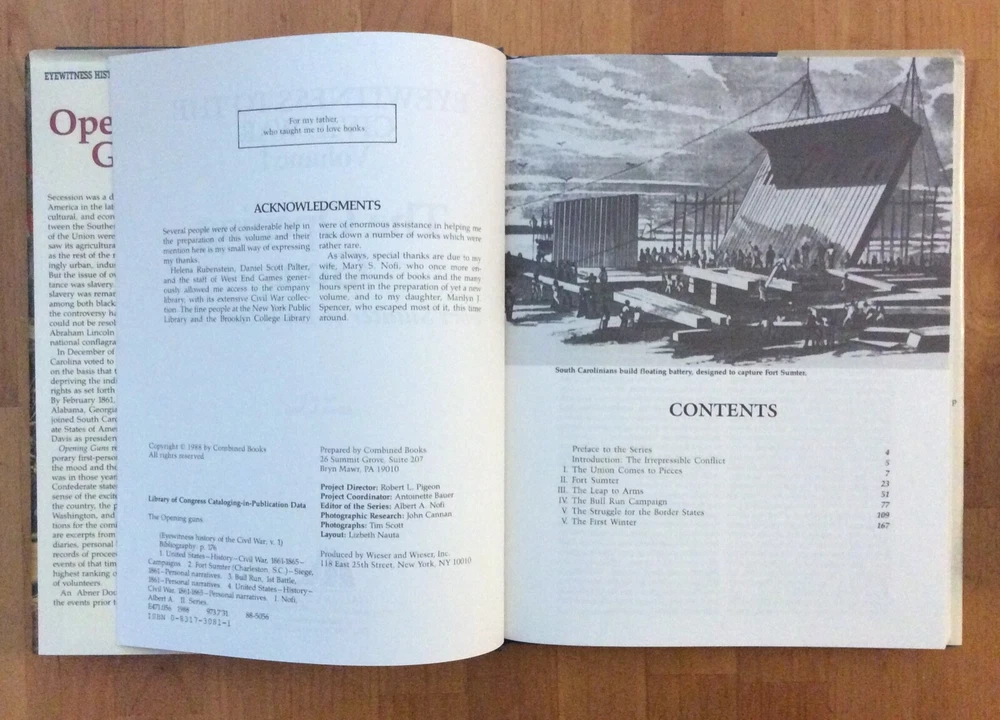 EYEWITNESS HIST
Ope
G
Secession was a d
America in the lat
cultural, and econ
tween the Souther
of the Union were
saw its agricultura
as the rest of the n
ingly urban, indus
But the issue of ov
tance was slavery.
slavery was remar
among both black
the controversy ha
could not be resol
Abraham Lincoln
national conflagra
In December of
Carolina voted to
on the basis that t
depriving the indi
rights as set forth
By February 1861,
Alabama, Georgia
joined South Car
ate States of Ame
Davis as presiden
Opening Guns re
porary first-perso
the mood and the
was in those year
Confederate state
sense of the excit
the country, the p
Washington, and
tions for the comi
are excerpts from
diaries, personal l
records of procee
events of that tim
highest ranking o
of volunteers.
An Abner Dou
the events prior t
For my father,
who taught me to love books
ACKNOWLEDGMENTS
Several people were of considerable help in
the preparation of this volume and their
mention here is my small way of expressing
my thanks.
Helena Rubenstein, Daniel Scott Palter,
and the staff of West End Games gener-
ously allowed me access to the company
library, with its extensive Civil War collec-
tion. The fine people at the New York Public
Library and the Brooklyn College Library
were of enormous assistance in helping me
track down a number of works which were
rather rare.
As always, special thanks are due to my
wife, Mary S. Nofi, who once more en-
dured the mounds of books and the many
hours spent in the preparation of yet a new
volume, and to my daughter, Marilyn J.
Spencer, who escaped most of it, this time
around.
Copyright © 1988 by Combined Books
All rights reserved
Library of Congress Cataloging-in-Publication Data
The Opening guns.
(Eyewitness history of the Civil War; v. 1)
Bibliography: p. 176
1. United States—History—Civil War, 1861-1865—
Campaigns. 2. Fort Sumter (Charleston, S.C.)—Siege,
1861—Personal narratives. 3. Bull Run, 1st Battle,
1861—Personal narratives. 4. United States—History—
Civil War, 1861-1865—Personal narratives. I. Nofi,
Albert A. II. Series.
E471.O56 1988 973.7'31 88-5056
ISBN 0-8317-3081-1
Prepared by Combined Books
26 Summit Grove, Suite 207
Bryn Mawr, PA 19010
Project Director: Robert L. Pigeon
Project Coordinator: Antoinette Bauer
Editor of the Series: Albert A. Nofi
Photographic Research: John Cannan
Photographs: Tim Scott
Layout: Lizbeth Nauta
Produced by Wieser and Wieser, Inc.
118 East 25th Street, New York, NY 10010
South Carolinians build floating battery, designed to capture Fort Sumter.
CONTENTS
Preface to the Series 4
Introduction: The Irrepressible Conflict 5
I. The Union Comes to Pieces 7
II. Fort Sumter 23
III. The Leap to Arms 51
IV. The Bull Run Campaign 77
V. The Struggle for the Border States 109
V. The First Winter 167
P